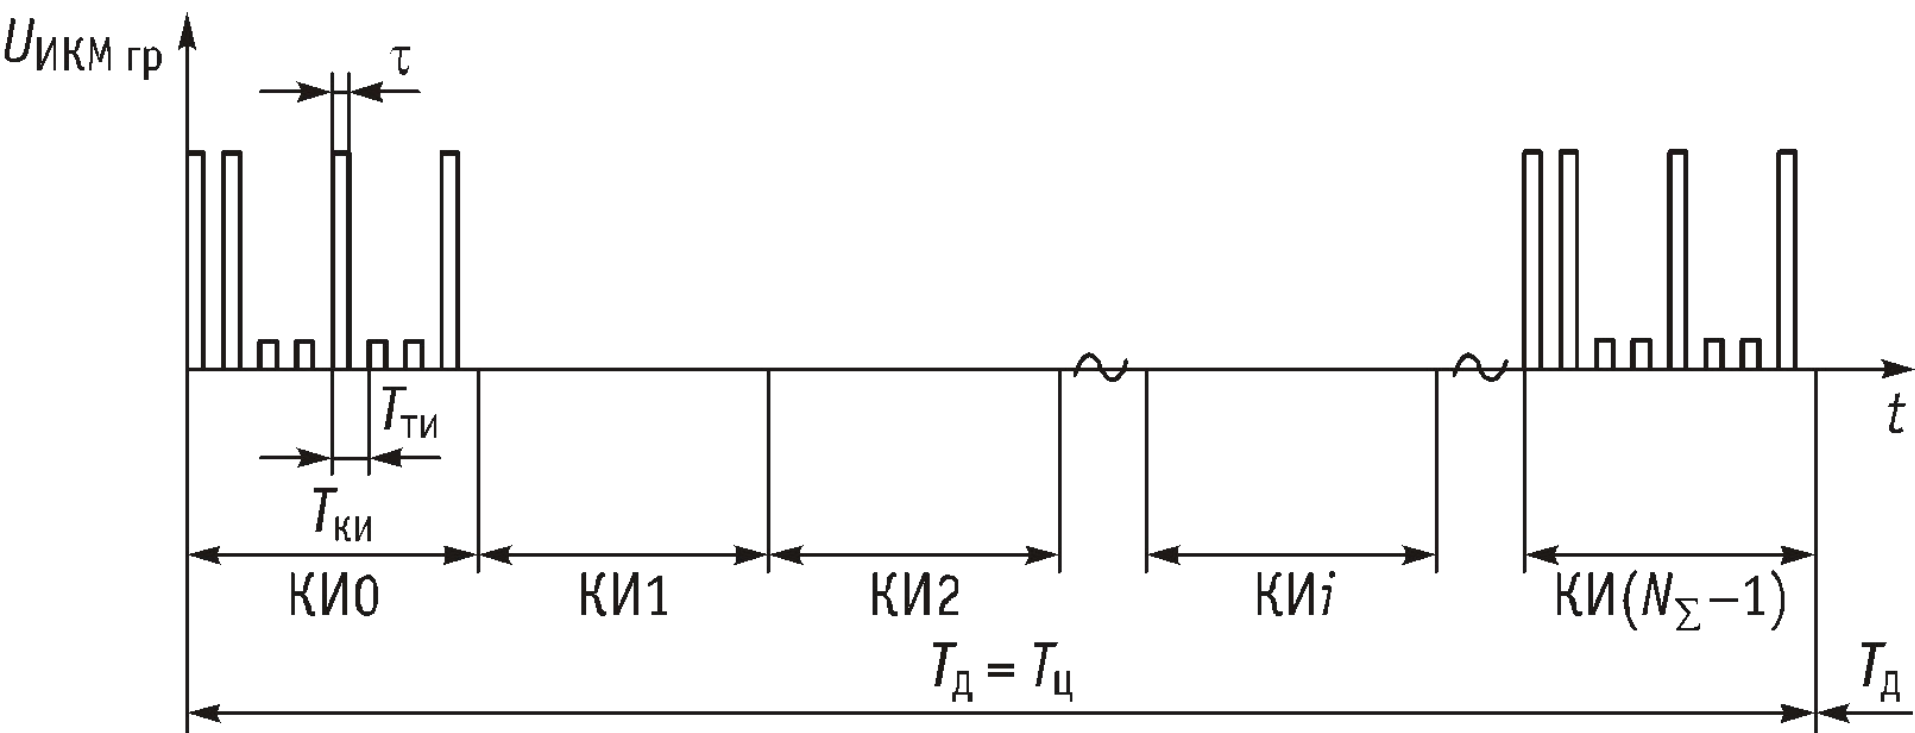 UИКМ гр
τ
t
Tти
Tки
КИ0 КИ1 КИ2 КИi КИ(NΣ−1)
Tд = Tц Tд